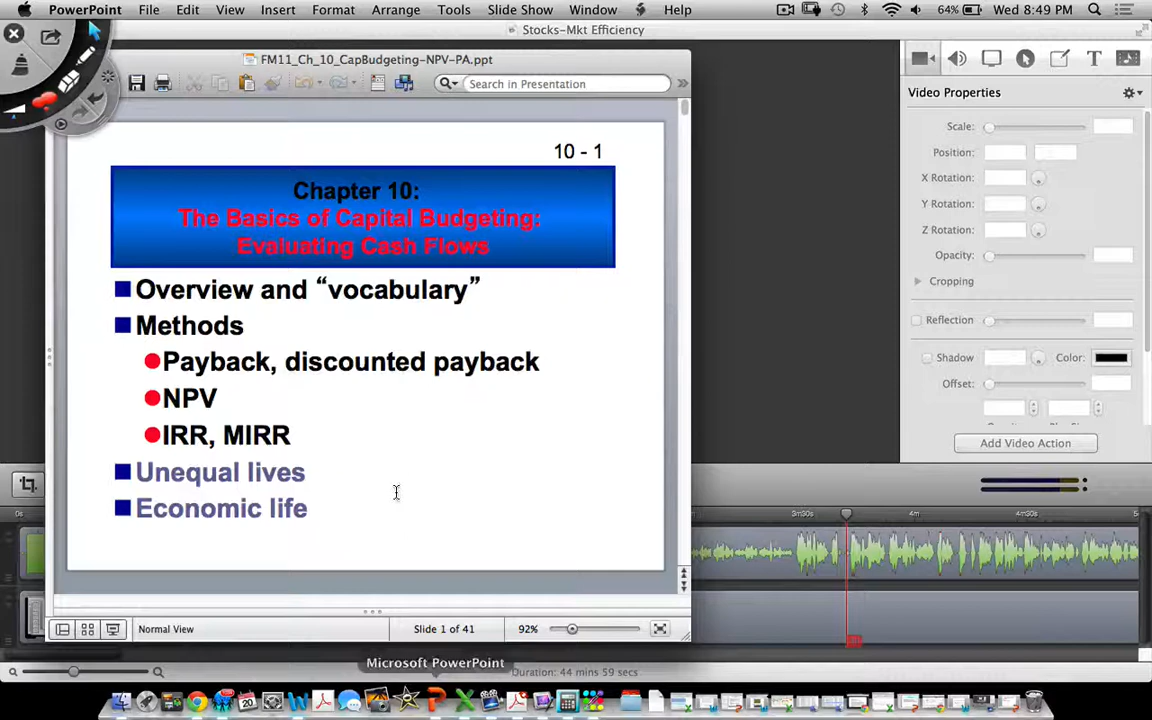 PowerPoint File Edit View Insert Format Arrange Tools Slide Show Window Help 64% Wed 8:49 PM
Stocks-Mkt Efficiency
FM11_Ch_10_CapBudgeting-NPV-PA.ppt
Search in Presentation
Video Properties
10 - 1
Chapter 10:
The Basics of Capital Budgeting:
Evaluating Cash Flows
Overview and “vocabulary”
Methods
Payback, discounted payback
NPV
IRR, MIRR
Unequal lives
Economic life
Scale:
Position:
X Rotation:
Y Rotation:
Z Rotation:
Opacity:
Cropping
Reflection
Shadow Color:
Offset:
Add Video Action
0s 3m30s 4m
Normal View Slide 1 of 41 92%
Microsoft PowerPoint
Duration: 44 mins 59 secs
20